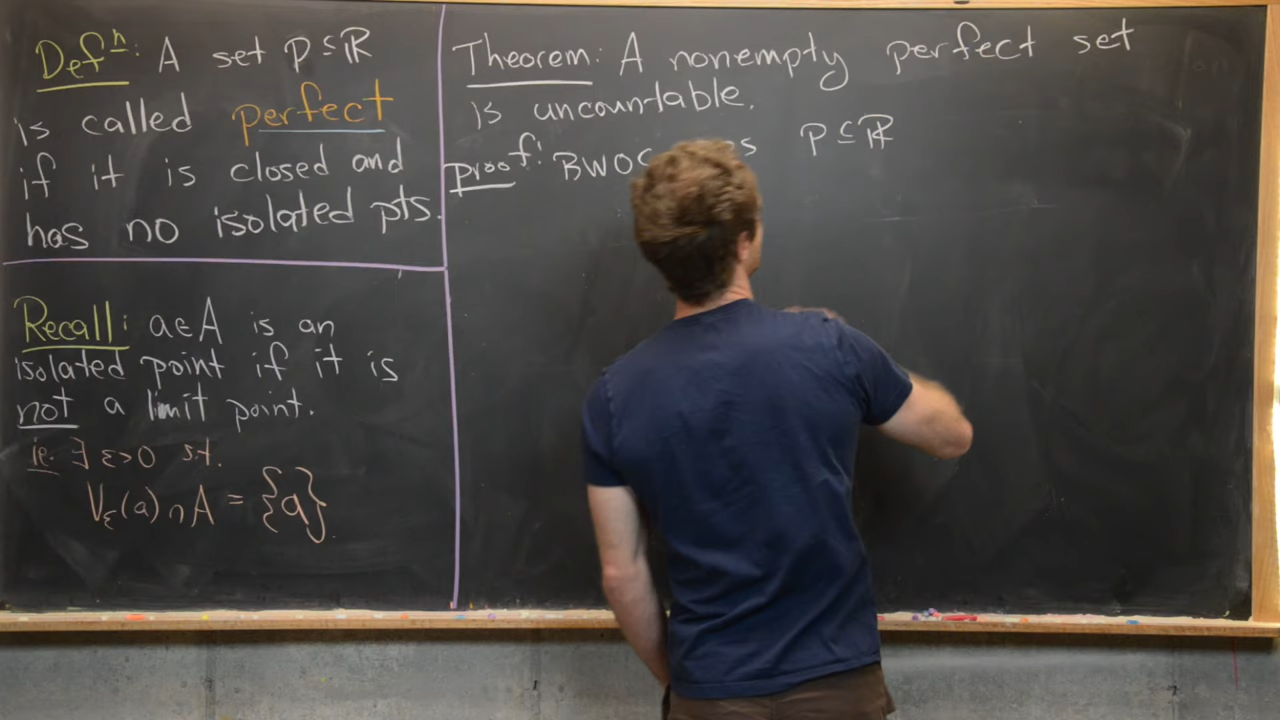 Defⁿ: A set P ⊆ ℝ
is called perfect
if it is closed and
has no isolated pts.
Recall: a∈A is an
isolated point if it is
not a limit point.
ie. ∃ ε>0 s.t.
V_ε(a) ∩ A = {a}
Theorem: A nonempty perfect set
is uncountable.
proof: BWOC P ⊆ ℝ